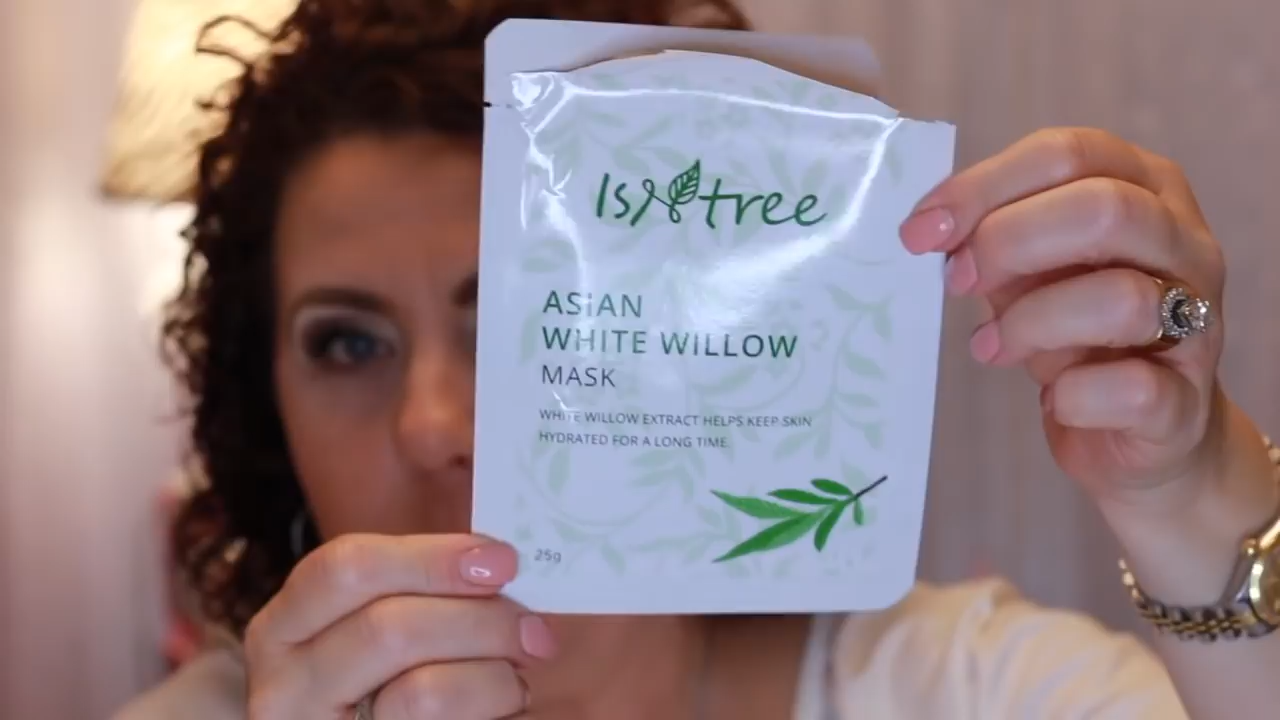 Isntree
ASIAN
WHITE WILLOW
MASK
WHITE WILLOW EXTRACT HELPS KEEP SKIN
HYDRATED FOR A LONG TIME.
25g